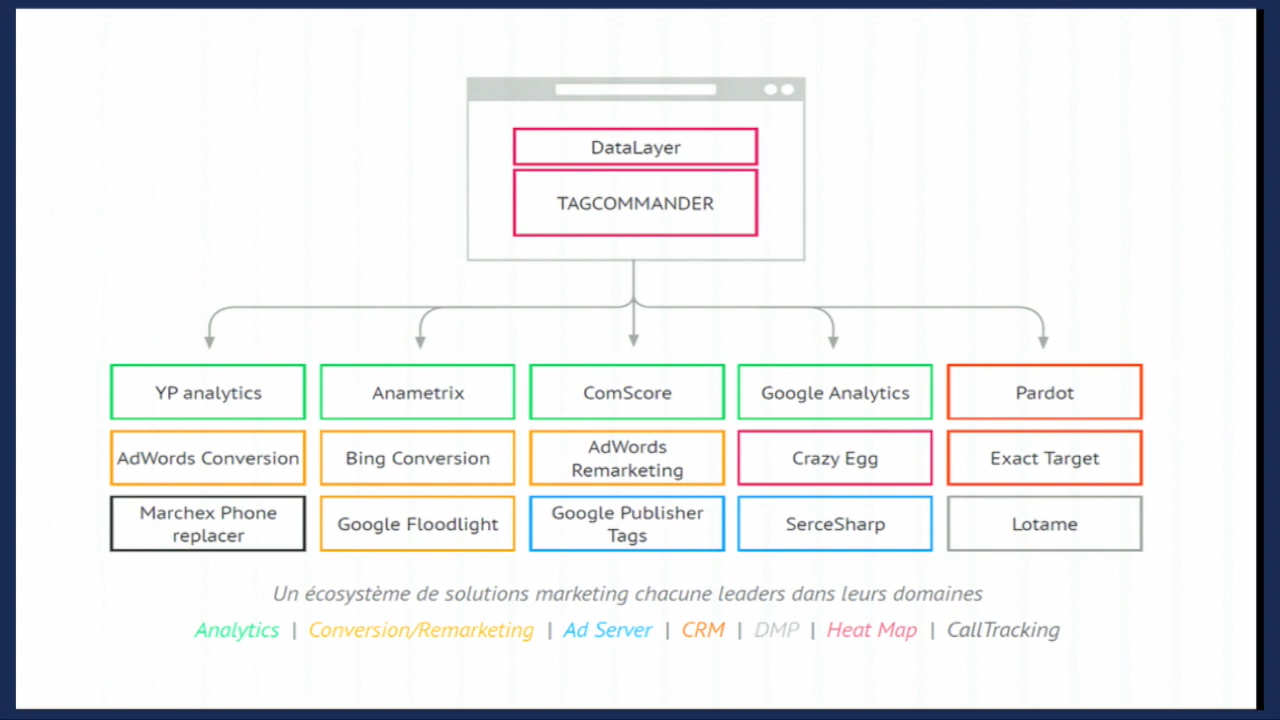 DataLayer
TAGCOMMANDER
YP analytics
Anametrix
ComScore
Google Analytics
Pardot
AdWords Conversion
Bing Conversion
AdWords
Remarketing
Crazy Egg
Exact Target
Marchex Phone
replacer
Google Floodlight
Google Publisher
Tags
SerceSharp
Lotame
Un écosystème de solutions marketing chacune leaders dans leurs domaines
Analytics | Conversion/Remarketing | Ad Server | CRM | DMP | Heat Map | CallTracking